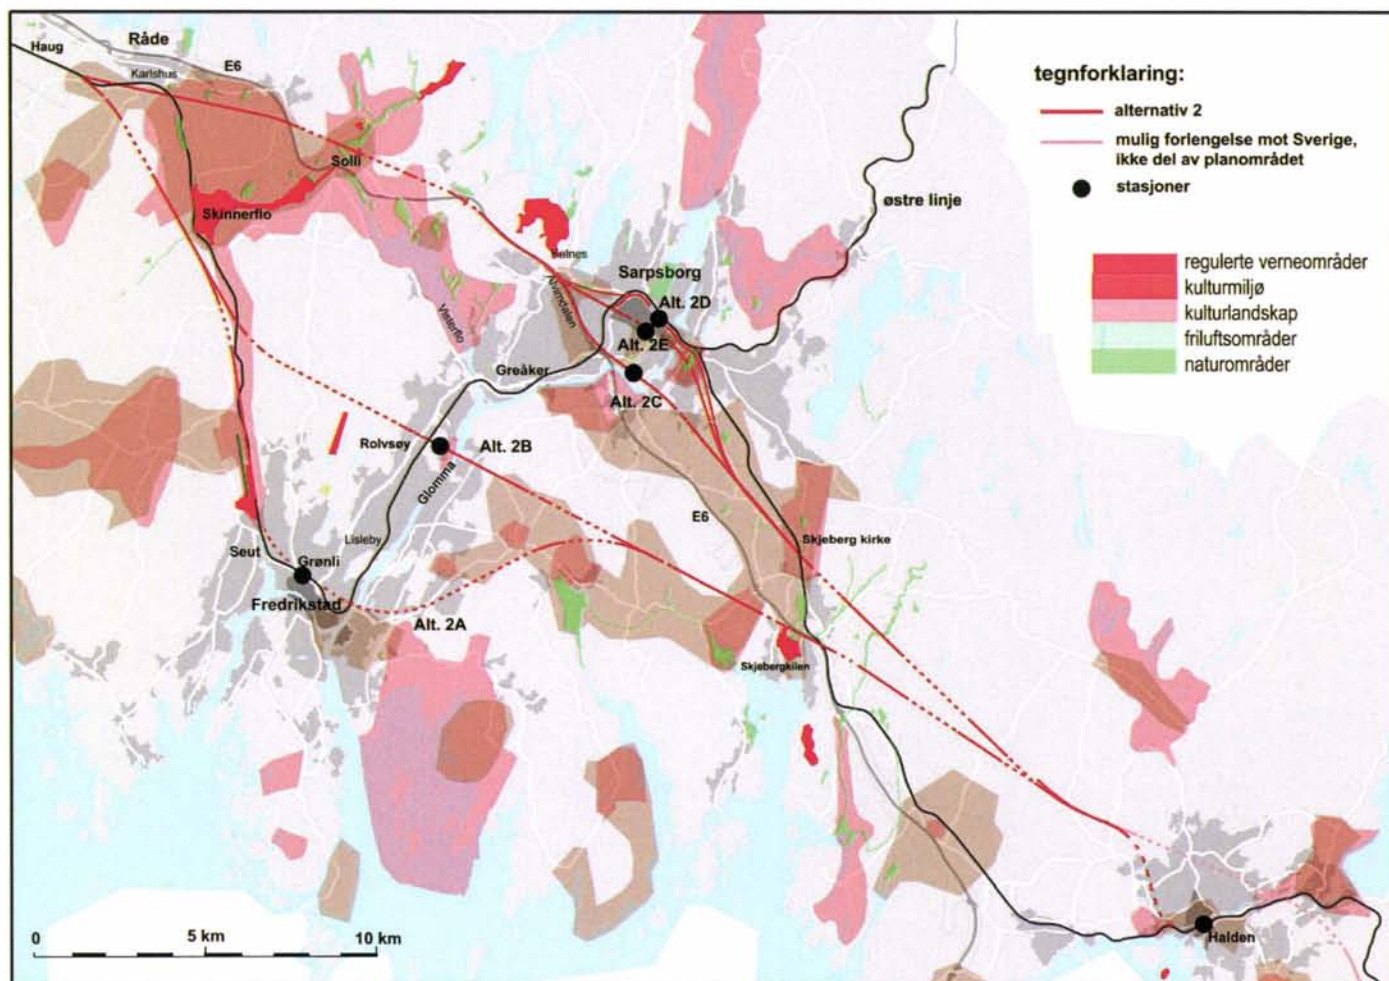 Råde
Haug
E6
Karlshus
Solli
Skinnerflo
Visterflo
Alvimdalen
Sarpsborg
Alt. 2D
Alt. 2E
Alt. 2C
Greåker
østre linje
Rolvsøy
Alt. 2B
Glomma
E6
Lisleby
Seut
Grønli
Fredrikstad
Alt. 2A
Skjeberg kirke
Skjebergkilen
Halden
tegnforklaring:
alternativ 2
mulig forlengelse mot Sverige,
ikke del av planområdet
stasjoner
regulerte verneområder
kulturmiljø
kulturlandskap
friluftsområder
naturområder
0
5 km
10 km